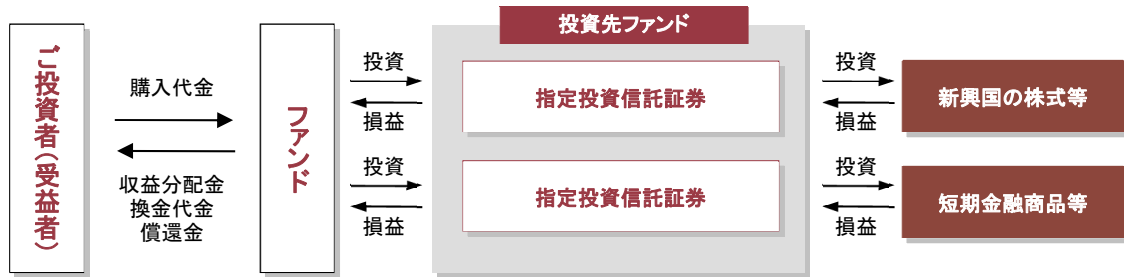 ご投資者(受益者)
購入代金
収益分配金
換金代金
償還金
ファンド
投資
損益
投資
損益
投資先ファンド
指定投資信託証券
指定投資信託証券
投資
損益
投資
損益
新興国の株式等
短期金融商品等